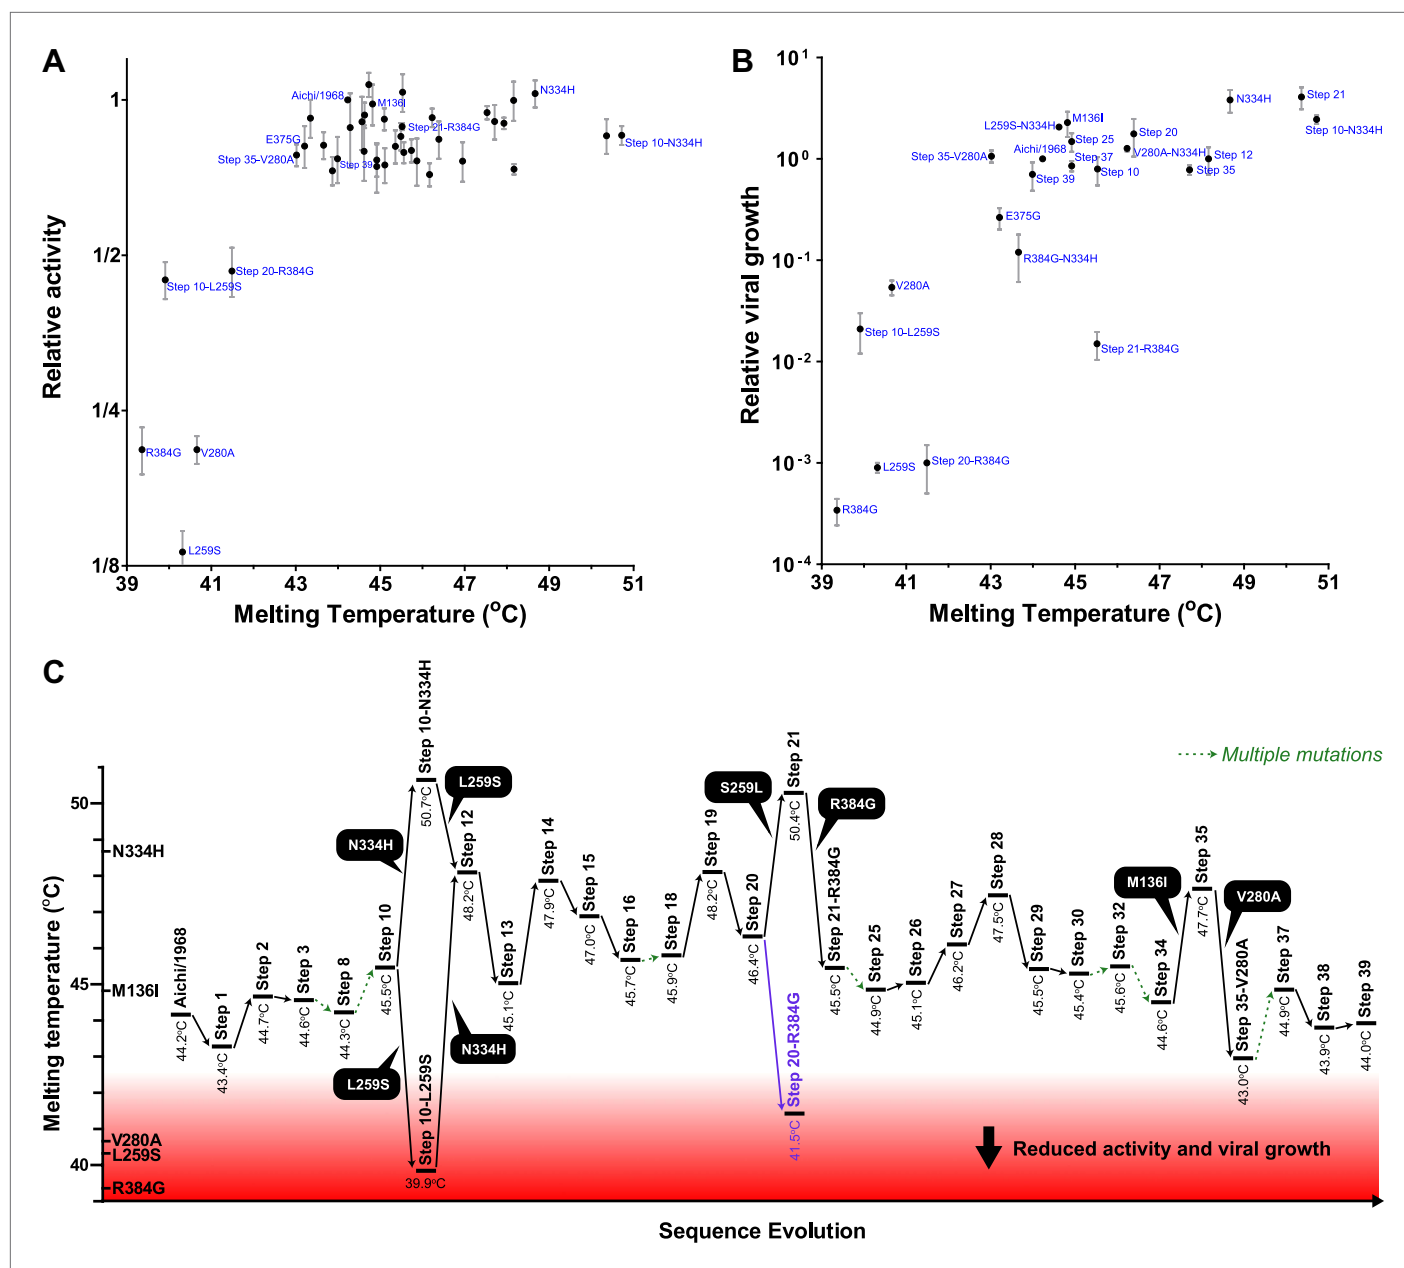 A
1
1/2
1/4
1/8
Relative activity
Aichi/1968
M136I
N334H
E375G
Step 21-R384G
Step 35-V280A
Step 39
Step 10-N334H
Step 20-R384G
Step 10-L259S
R384G
V280A
L259S
39
41
43
45
47
49
51
Melting Temperature (°C)
B
10¹
10⁰
10⁻¹
10⁻²
10⁻³
10⁻⁴
Relative viral growth
N334H
Step 21
Step 10-N334H
M136I
L259S-N334H
Step 20
Step 25
Aichi/1968
V280A-N334H
Step 35-V280A
Step 37
Step 12
Step 39
Step 10
Step 35
E375G
R384G-N334H
V280A
Step 10-L259S
Step 21-R384G
L259S
Step 20-R384G
R384G
39
41
43
45
47
49
51
Melting Temperature (°C)
C
Melting temperature (°C)
50
45
40
N334H
M136I
V280A
L259S
R384G
Aichi/1968
44.2°C
Step 1
43.4°C
Step 2
44.7°C
Step 3
44.6°C
Step 8
44.3°C
Step 10
45.5°C
N334H
Step 10-N334H
50.7°C
L259S
L259S
Step 10-L259S
39.9°C
N334H
Step 12
48.2°C
Step 13
45.1°C
Step 14
47.9°C
Step 15
47.0°C
Step 16
45.7°C
Step 18
45.9°C
Step 19
48.2°C
Step 20
46.4°C
S259L
Step 21
50.4°C
R384G
Step 20-R384G
41.5°C
Step 21-R384G
45.5°C
Step 25
44.9°C
Step 26
45.1°C
Step 27
46.2°C
Step 28
47.5°C
Step 29
45.5°C
Step 30
45.4°C
Step 32
45.6°C
Step 34
44.6°C
M136I
Step 35
47.7°C
V280A
Step 35-V280A
43.0°C
Step 37
44.9°C
Step 38
43.9°C
Step 39
44.0°C
Multiple mutations
Reduced activity and viral growth
Sequence Evolution